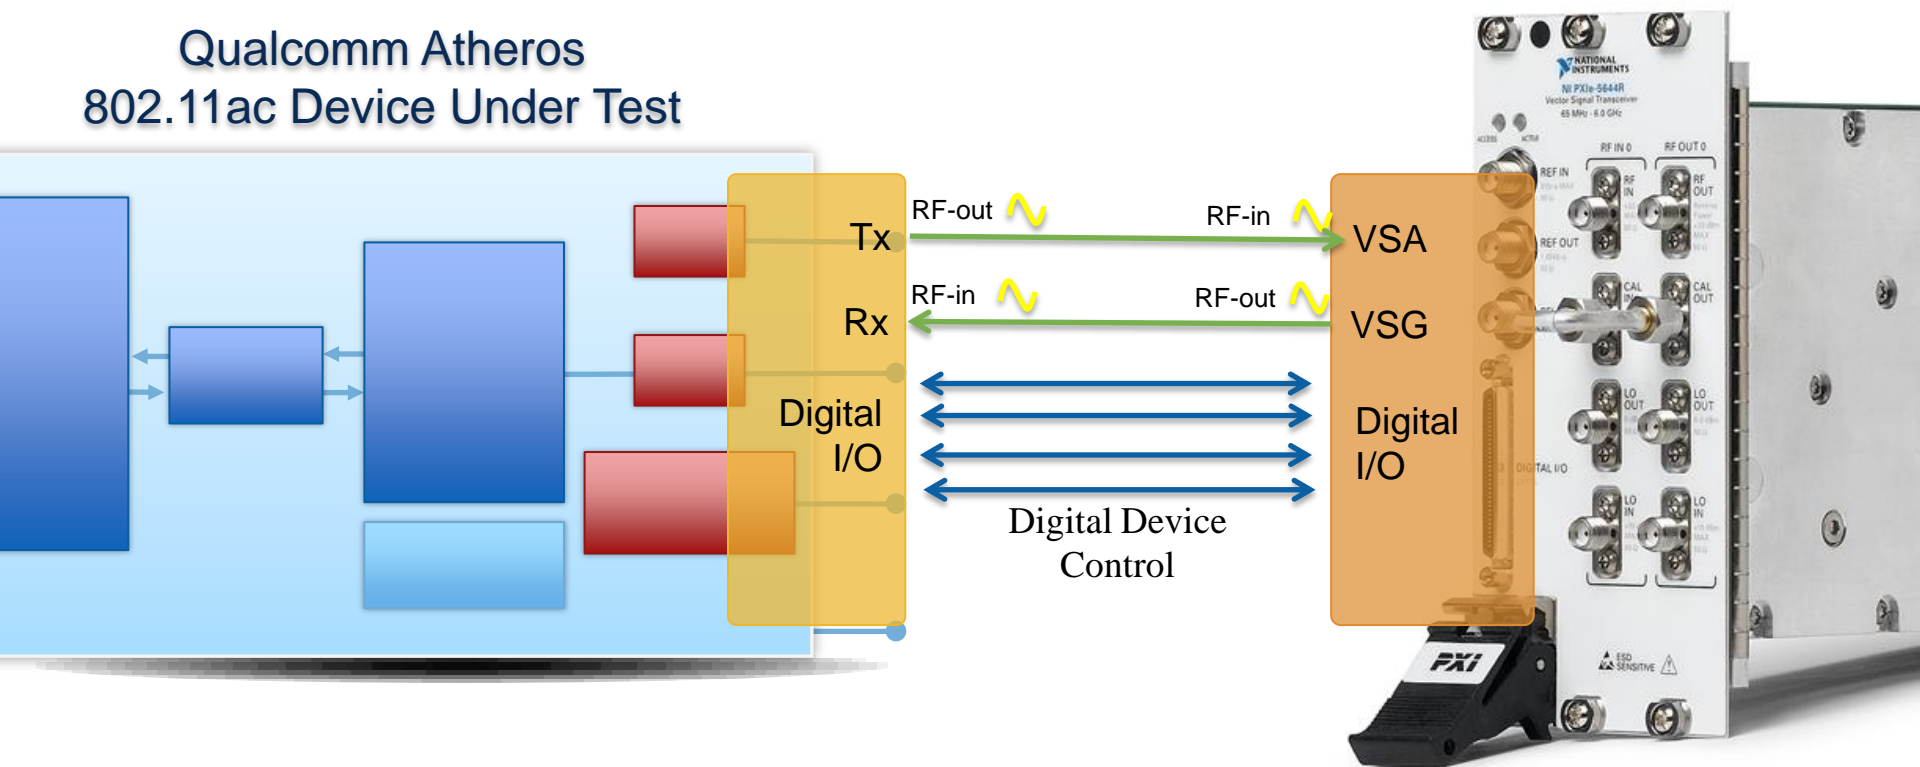 Qualcomm Atheros
802.11ac Device Under Test
Tx
Rx
Digital
I/O
RF-out
RF-in
RF-in
RF-out
Digital Device
Control
VSA
VSG
Digital
I/O
NATIONAL
INSTRUMENTS
NI PXIe-5644R
Vector Signal Transceiver
65 MHz - 6.0 GHz
ACCESS
ACTIVE
RF IN 0
RF OUT 0
REF IN
RF
IN
RF
OUT
REF OUT
CAL
IN
CAL
OUT
LO
OUT
LO
OUT
DIGITAL I/O
LO
IN
LO
IN
PXI
ESD
SENSITIVE